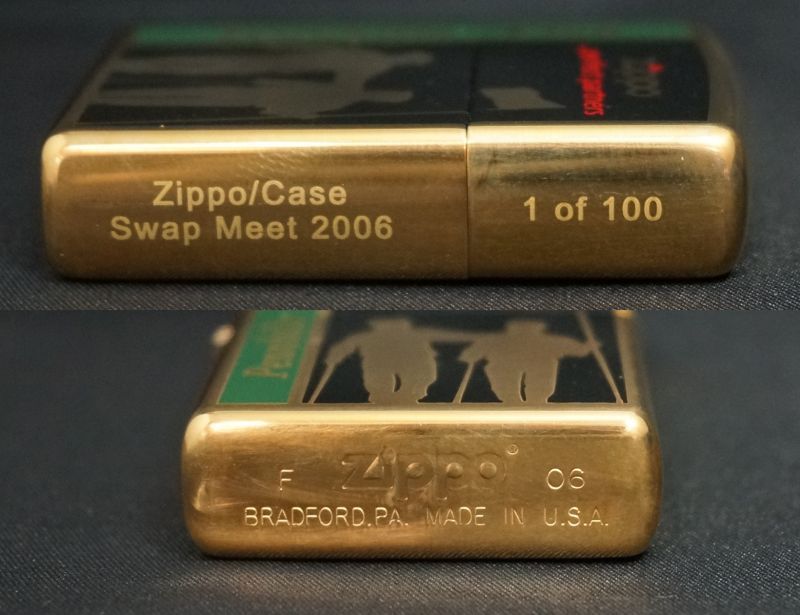 Zippo/Case
Swap Meet 2006
1 of 100
zippo
F 06
BRADFORD.PA. MADE IN U.S.A.